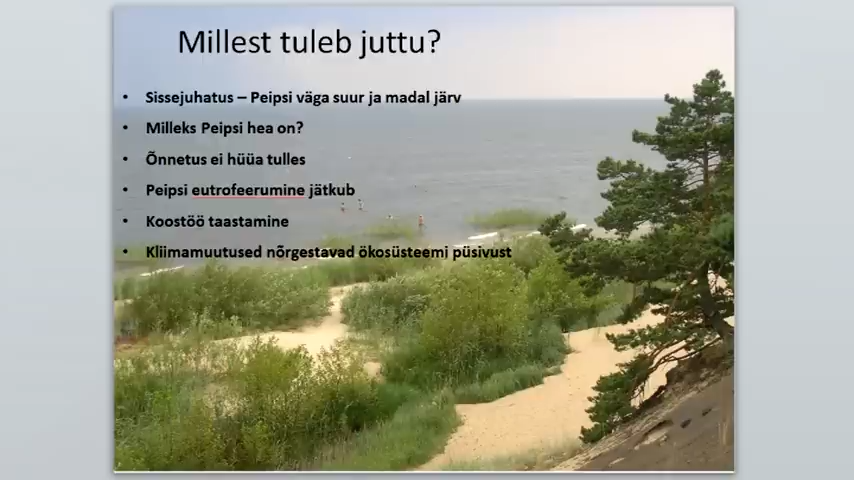 Millest tuleb juttu?
• Sissejuhatus – Peipsi väga suur ja madal järv
• Milleks Peipsi hea on?
• Õnnetus ei hüüa tulles
• Peipsi eutrofeerumine jätkub
• Koostöö taastamine
• Kliimamuutused nõrgestavad ökosüsteemi püsivust